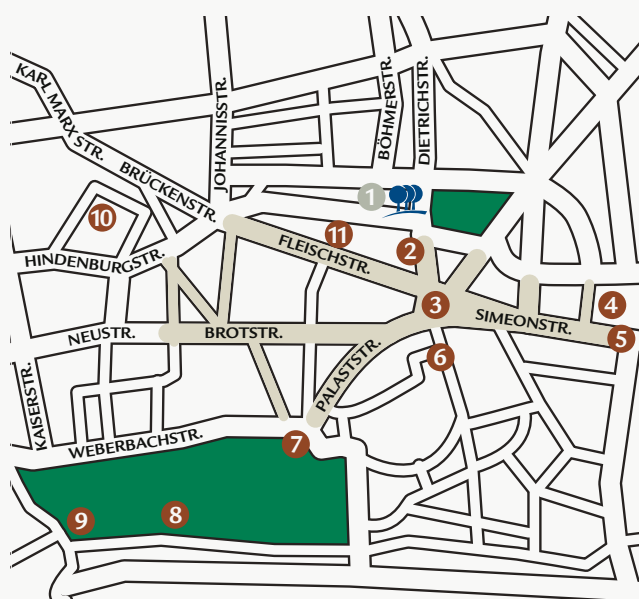 KARL MARX STR.
BRÜCKENSTR.
JOHANNISSTR.
BÖHMERSTR.
DIETRICHSTR.
1
10
11
2
FLEISCHSTR.
HINDENBURGSTR.
3
4
SIMEONSTR.
5
NEUSTR.
BROTSTR.
6
PALASTSTR.
KAISERSTR.
WEBERBACHSTR.
7
8
9